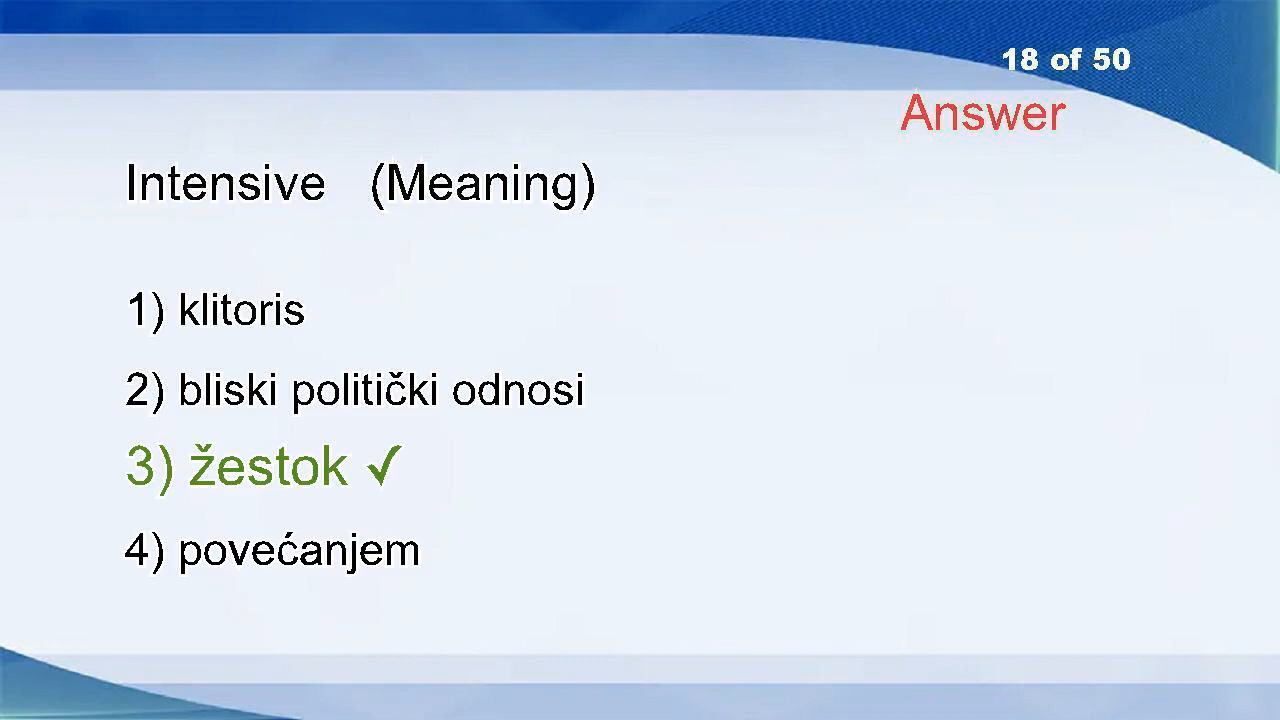 18 of 50
Answer
Intensive (Meaning)
1) klitoris
2) bliski politički odnosi
3) žestok ✓
4) povećanjem